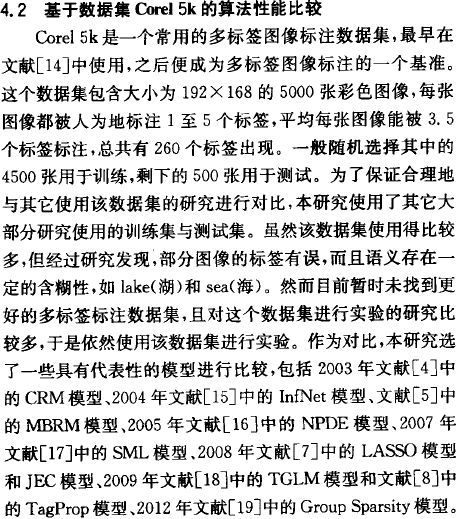 4.2 基于数据集 Corel 5k 的算法性能比较
Corel 5k 是一个常用的多标签图像标注数据集,最早在
文献[14]中使用,之后便成为多标签图像标注的一个基准。
这个数据集包含大小为 192×168 的 5000 张彩色图像,每张
图像都被人为地标注 1 至 5 个标签,平均每张图像能被 3.5
个标签标注,总共有 260 个标签出现。一般随机选择其中的
4500 张用于训练,剩下的 500 张用于测试。为了保证合理地
与其它使用该数据集的研究进行对比,本研究使用了其它大
部分研究使用的训练集与测试集。虽然该数据集使用得比较
多,但经过研究发现,部分图像的标签有误,而且语义存在一
定的含糊性,如 lake(湖)和 sea(海)。然而目前暂时未找到更
好的多标签标注数据集,且对这个数据集进行实验的研究比
较多,于是依然使用该数据集进行实验。作为对比,本研究选
了一些具有代表性的模型进行比较,包括 2003 年文献[4]中
的 CRM 模型、2004 年文献[15]中的 InfNet 模型、文献[5]中
的 MBRM 模型、2005 年文献[16]中的 NPDE 模型、2007 年
文献[17]中的 SML 模型、2008 年文献[7]中的 LASSO 模型
和 JEC 模型、2009 年文献[18]中的 TGLM 模型和文献[8]中
的 TagProp 模型、2012 年文献[19]中的 Group Sparsity 模型。